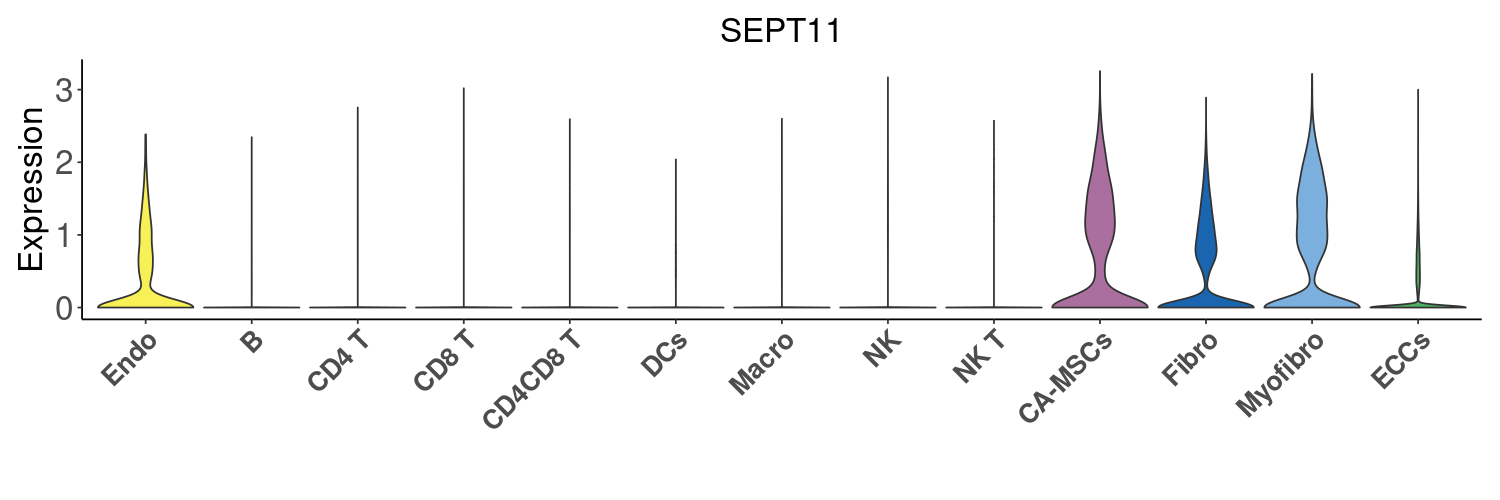 SEPT11
Expression
3
2
1
0
Endo
B
CD4 T
CD8 T
CD4CD8 T
DCs
Macro
NK
NK T
CA-MSCs
Fibro
Myofibro
ECCs